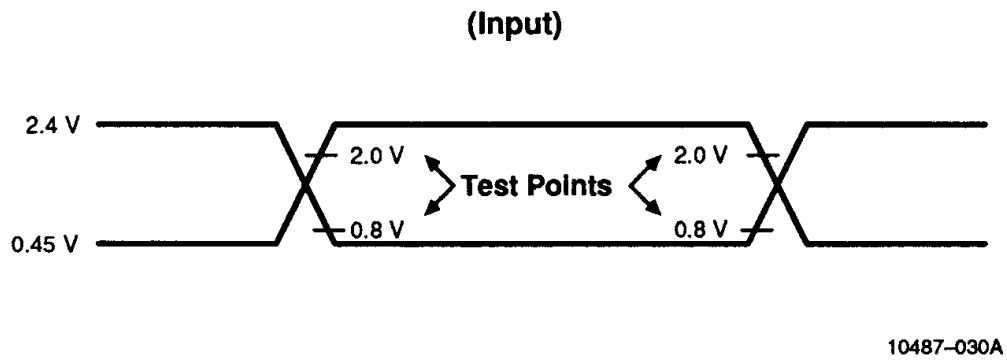 (Input)
2.4 V
2.0 V
2.0 V
Test Points
0.8 V
0.8 V
0.45 V
10487–030A